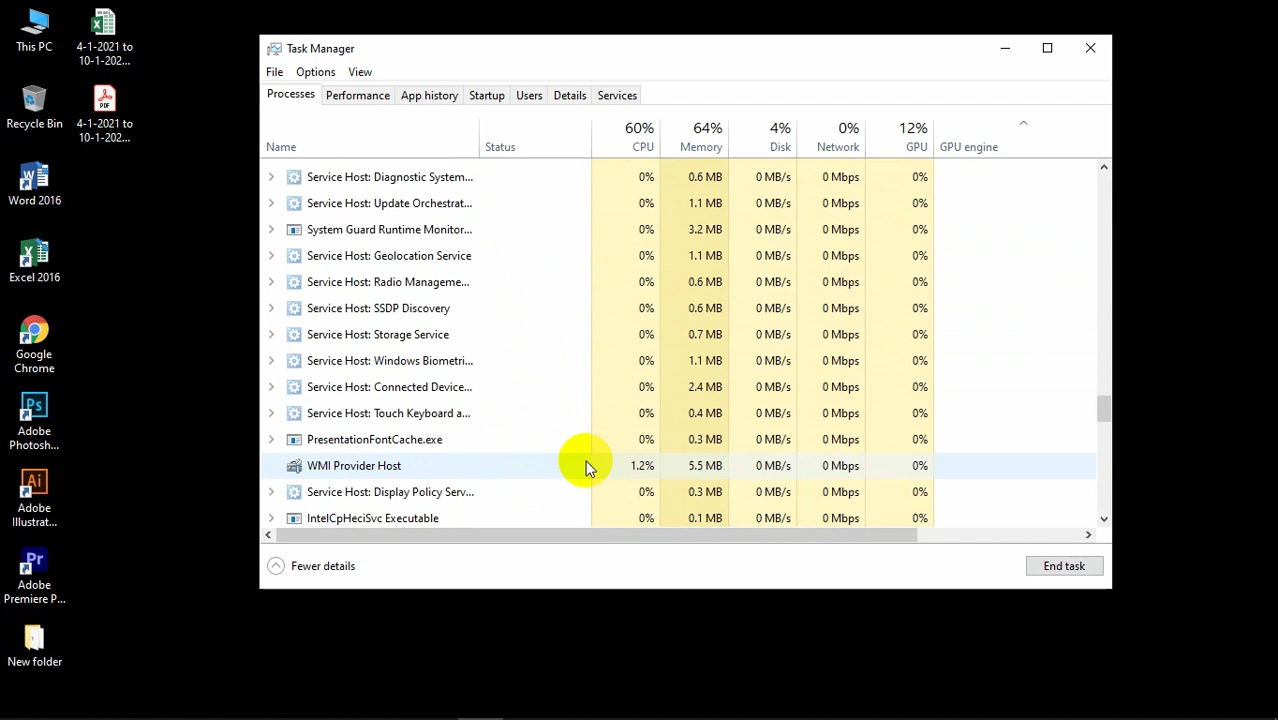 This PC
4-1-2021 to
10-1-202...
Recycle Bin
4-1-2021 to
10-1-202...
Word 2016
Excel 2016
Google
Chrome
Ps
Adobe
Photosh...
Ai
Adobe
Illustrat...
Pr
Adobe
Premiere P...
New folder
PDF
Task Manager
File Options View
Processes Performance App history Startup Users Details Services
60% 64% 4% 0% 12%
Name Status CPU Memory Disk Network GPU GPU engine
Service Host: Diagnostic System... 0% 0.6 MB 0 MB/s 0 Mbps 0%
Service Host: Update Orchestrat... 0% 1.1 MB 0 MB/s 0 Mbps 0%
System Guard Runtime Monitor... 0% 3.2 MB 0 MB/s 0 Mbps 0%
Service Host: Geolocation Service 0% 1.1 MB 0 MB/s 0 Mbps 0%
Service Host: Radio Manageme... 0% 0.6 MB 0 MB/s 0 Mbps 0%
Service Host: SSDP Discovery 0% 0.6 MB 0 MB/s 0 Mbps 0%
Service Host: Storage Service 0% 0.7 MB 0 MB/s 0 Mbps 0%
Service Host: Windows Biometri... 0% 1.1 MB 0 MB/s 0 Mbps 0%
Service Host: Connected Device... 0% 2.4 MB 0 MB/s 0 Mbps 0%
Service Host: Touch Keyboard a... 0% 0.4 MB 0 MB/s 0 Mbps 0%
PresentationFontCache.exe 0% 0.3 MB 0 MB/s 0 Mbps 0%
WMI Provider Host 1.2% 5.5 MB 0 MB/s 0 Mbps 0%
Service Host: Display Policy Serv... 0% 0.3 MB 0 MB/s 0 Mbps 0%
IntelCpHeciSvc Executable 0% 0.1 MB 0 MB/s 0 Mbps 0%
Fewer details End task